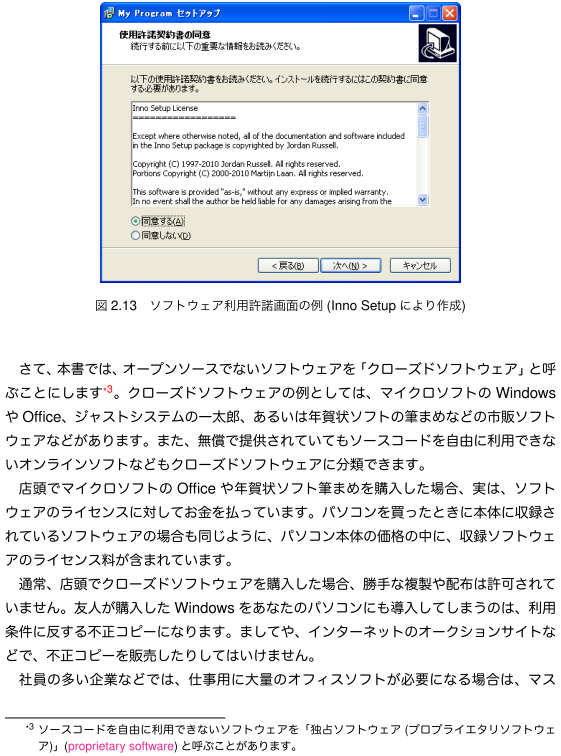 My Program セットアップ
使用許諾契約書の同意
続行する前に以下の重要な情報をお読みください。
以下の使用許諾契約書をお読みください。インストールを続行するにはこの契約書に同意
する必要があります。
Inno Setup License
==================
Except where otherwise noted, all of the documentation and software included
in the Inno Setup package is copyrighted by Jordan Russell.
Copyright (C) 1997-2010 Jordan Russell. All rights reserved.
Portions Copyright (C) 2000-2010 Martijn Laan. All rights reserved.
This software is provided "as-is," without any express or implied warranty.
In no event shall the author be held liable for any damages arising from the
同意する(A)
同意しない(D)
< 戻る(B) 次へ(N) > キャンセル
図 2.13 ソフトウェア利用許諾画面の例 (Inno Setup により作成)
さて、本書では、オープンソースでないソフトウェアを「クローズドソフトウェア」と呼
ぶことにします*3。クローズドソフトウェアの例としては、マイクロソフトの Windows
や Office、ジャストシステムの一太郎、あるいは年賀状ソフトの筆まめなどの市販ソフト
ウェアなどがあります。また、無償で提供されていてもソースコードを自由に利用できな
いオンラインソフトなどもクローズドソフトウェアに分類できます。
店頭でマイクロソフトの Office や年賀状ソフト筆まめを購入した場合、実は、ソフト
ウェアのライセンスに対してお金を払っています。パソコンを買ったときに本体に収録さ
れているソフトウェアの場合も同じように、パソコン本体の価格の中に、収録ソフトウェ
アのライセンス料が含まれています。
通常、店頭でクローズドソフトウェアを購入した場合、勝手な複製や配布は許可されて
いません。友人が購入した Windows をあなたのパソコンにも導入してしまうのは、利用
条件に反する不正コピーになります。ましてや、インターネットのオークションサイトな
どで、不正コピーを販売したりしてはいけません。
社員の多い企業などでは、仕事用に大量のオフィスソフトが必要になる場合は、マス
*3 ソースコードを自由に利用できないソフトウェアを「独占ソフトウェア (プロプライエタリソフトウェ
ア)」(proprietary software) と呼ぶことがあります。